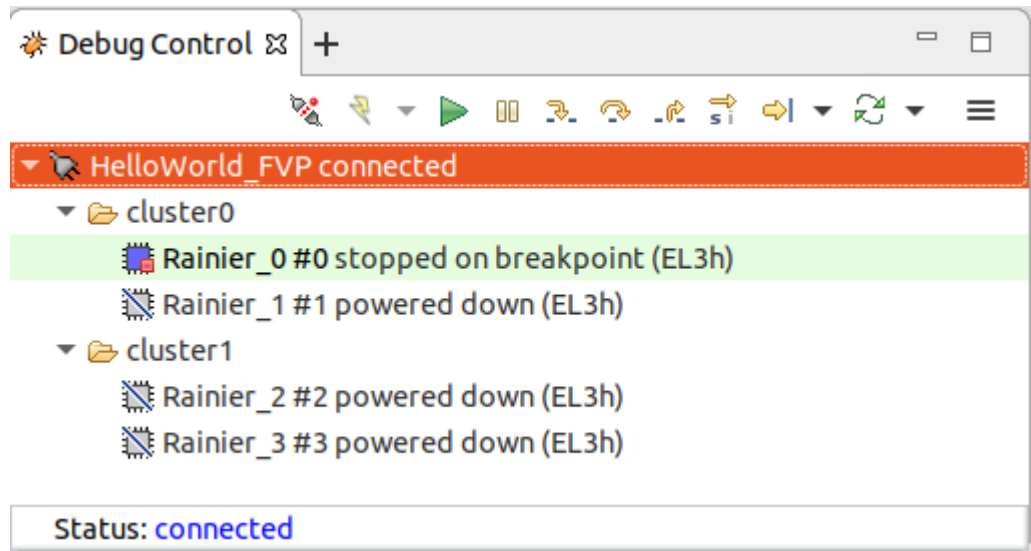 Debug Control
s i
HelloWorld_FVP connected
cluster0
Rainier_0 #0 stopped on breakpoint (EL3h)
Rainier_1 #1 powered down (EL3h)
cluster1
Rainier_2 #2 powered down (EL3h)
Rainier_3 #3 powered down (EL3h)
Status: connected